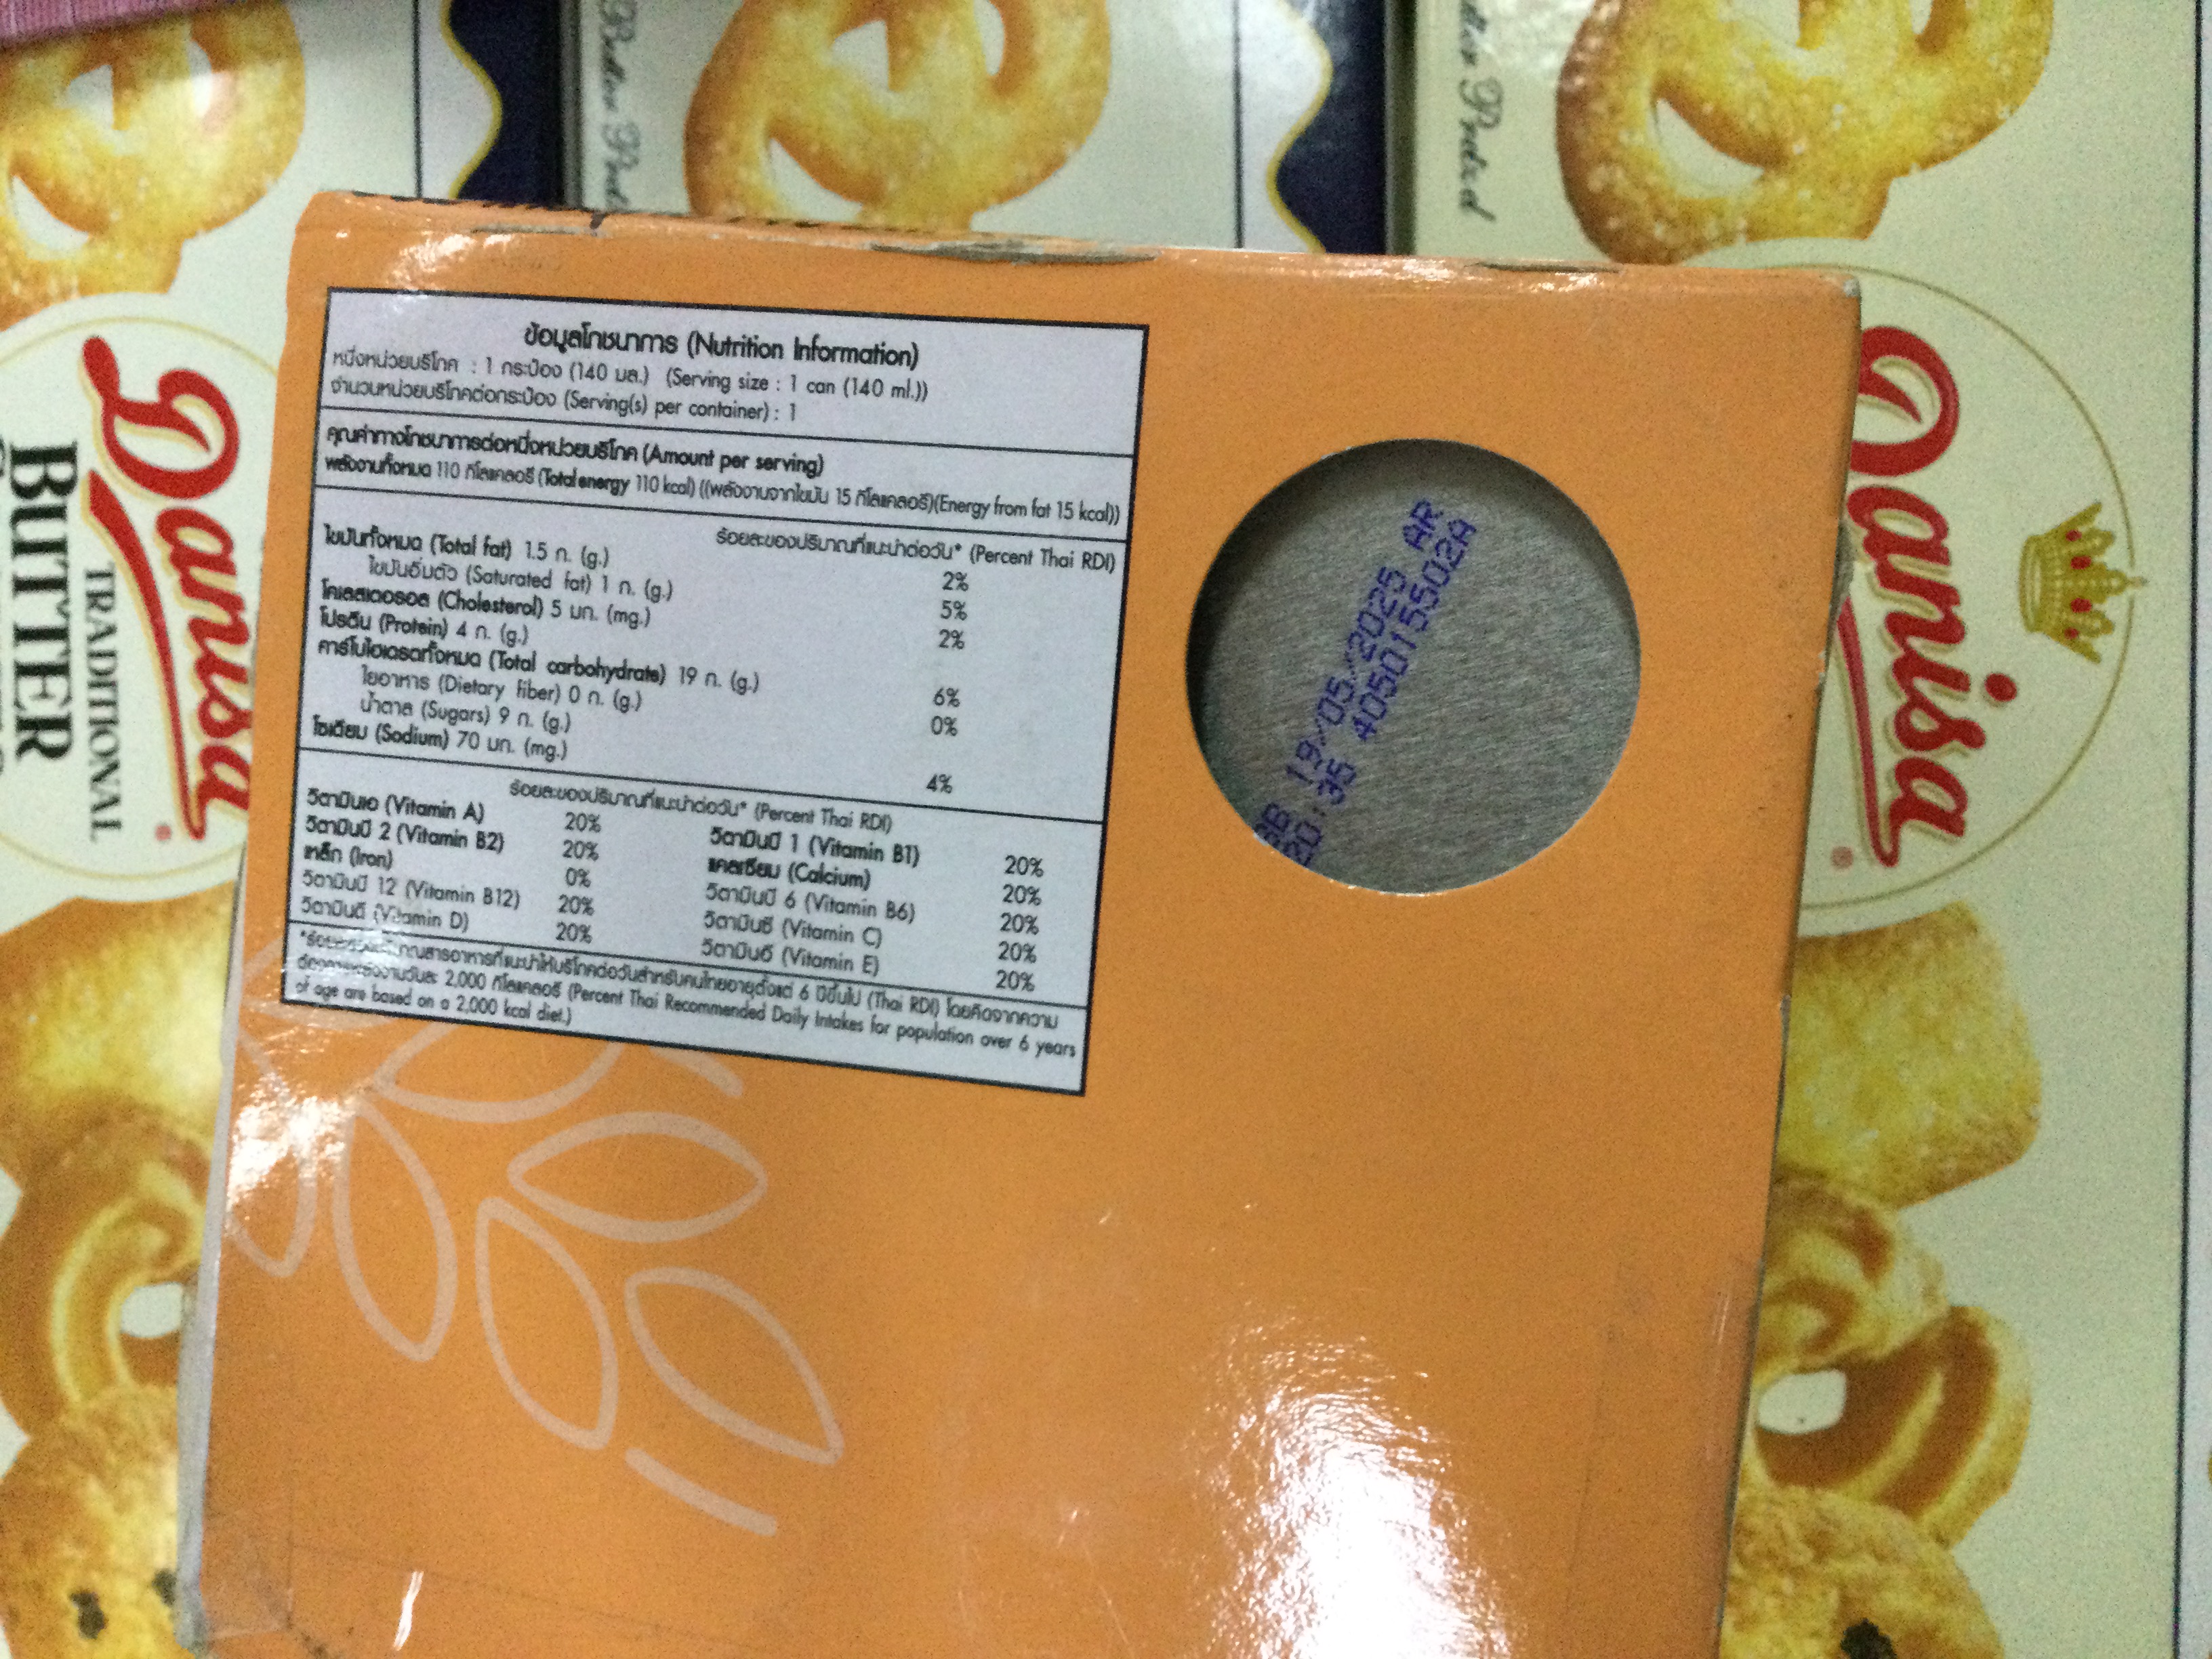 ข้อมูลโภชนาการ (Nutrition Information)
หนึ่งหน่วยบริโภค : 1 กระป๋อง (140 มล.) (Serving size : 1 can (140 ml.))
จำนวนหน่วยบริโภคต่อกระป๋อง (Serving(s) per container) : 1
คุณค่าทางโภชนาการต่อหนึ่งหน่วยบริโภค (Amount per serving)
พลังงานทั้งหมด 110 กิโลแคลอรี (Total energy 110 kcal) ((พลังงานจากไขมัน 15 กิโลแคลอรี)(Energy from fat 15 kcal))
ร้อยละของปริมาณที่แนะนำต่อวัน* (Percent Thai RDI)
ไขมันทั้งหมด (Total fat) 1.5 ก. (g.) 2%
ไขมันอิ่มตัว (Saturated fat) 1 ก. (g.) 5%
โคเลสเตอรอล (Cholesterol) 5 มก. (mg.) 2%
โปรตีน (Protein) 4 ก. (g.)
คาร์โบไฮเดรตทั้งหมด (Total carbohydrate) 19 ก. (g.) 6%
ใยอาหาร (Dietary fiber) 0 ก. (g.) 0%
น้ำตาล (Sugars) 9 ก. (g.)
โซเดียม (Sodium) 70 มก. (mg.) 4%
ร้อยละของปริมาณที่แนะนำต่อวัน* (Percent Thai RDI)
วิตามินเอ (Vitamin A) 20% วิตามินบี 1 (Vitamin B1) 20%
วิตามินบี 2 (Vitamin B2) 20% แคลเซียม (Calcium) 20%
เหล็ก (Iron) 0% วิตามินบี 6 (Vitamin B6) 20%
วิตามินบี 12 (Vitamin B12) 20% วิตามินซี (Vitamin C) 20%
วิตามินดี (Vitamin D) 20% วิตามินอี (Vitamin E) 20%
สารอาหารที่แนะนำให้บริโภคต่อวันสำหรับคนไทยอายุตั้งแต่ 6 ปีขึ้นไป (Thai RDI) โดยคิดจากความ
วันละ 2,000 กิโลแคลอรี (Percent Thai Recommended Daily Intakes for population over 6 years
of age are based on a 2,000 kcal diet.)
19/05/2025 AR
20:35 405015502A
Danisa
TRADITIONAL
BUTTER
Danisa